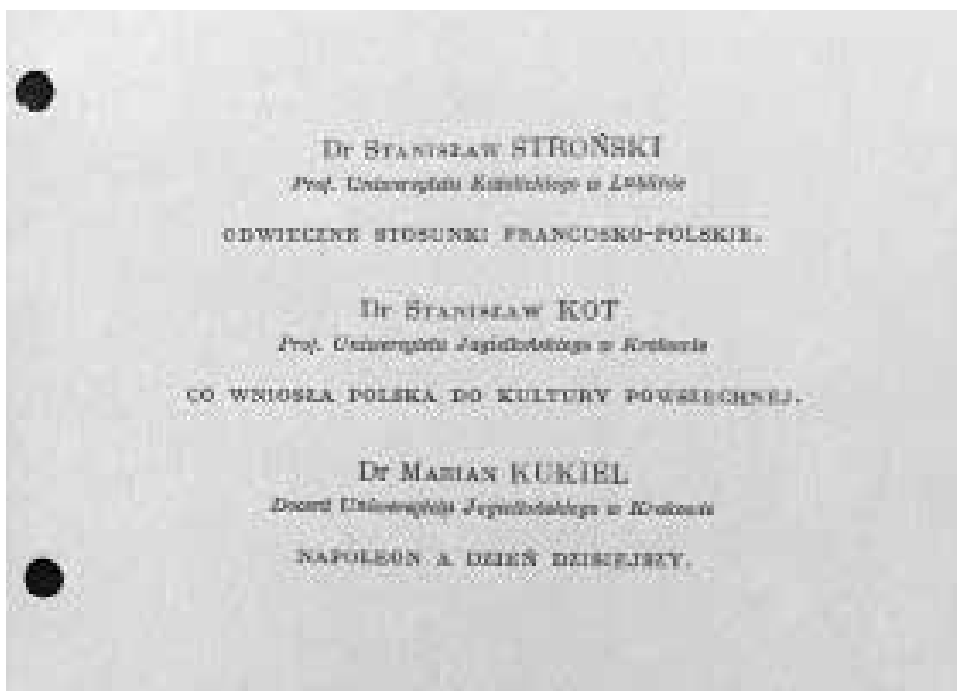 Dr Stanisław STROŃSKI
Prof. Uniwersytetu Katolickiego w Lublinie
ODWIECZNE STOSUNKI FRANCUSKO-POLSKIE.
Dr Stanisław KOT
Prof. Uniwersytetu Jagiellońskiego w Krakowie
CO WNIOSŁA POLSKA DO KULTURY POWSZECHNEJ.
Dr Marian KUKIEL
Docent Uniwersytetu Jagiellońskiego w Krakowie
NAPOLEON A DZIEŃ DZISIEJSZY.